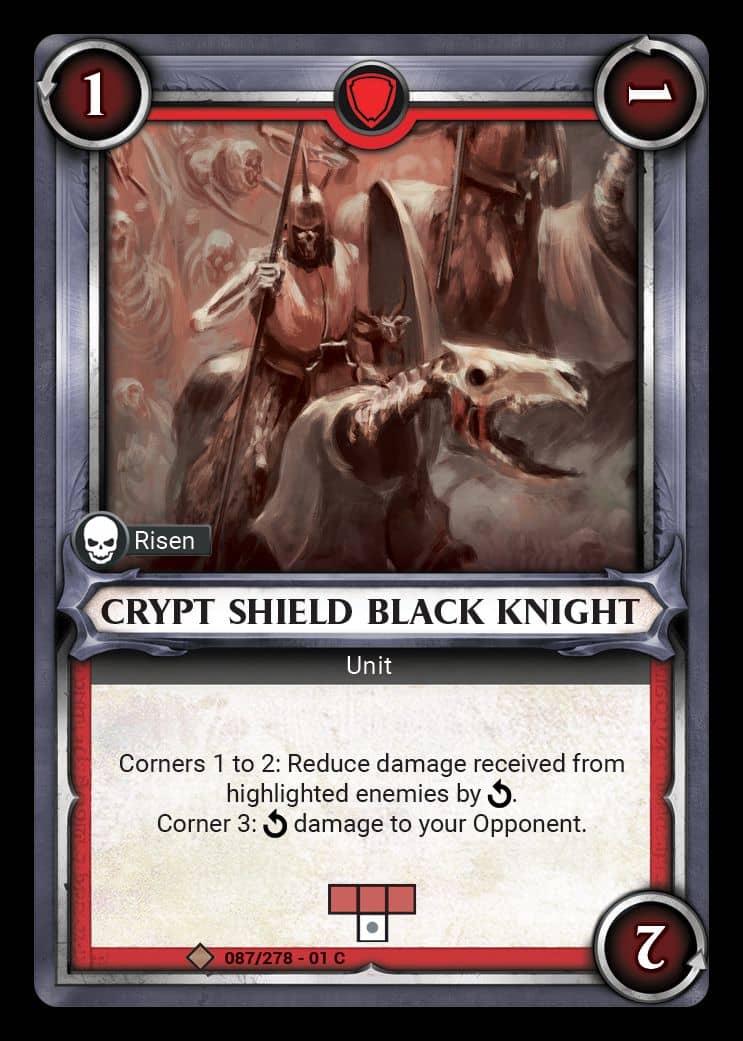 1
1
Risen
CRYPT SHIELD BLACK KNIGHT
Unit
Corners 1 to 2: Reduce damage received from
highlighted enemies by .
Corner 3: damage to your Opponent.
2
087/278 - 01 C